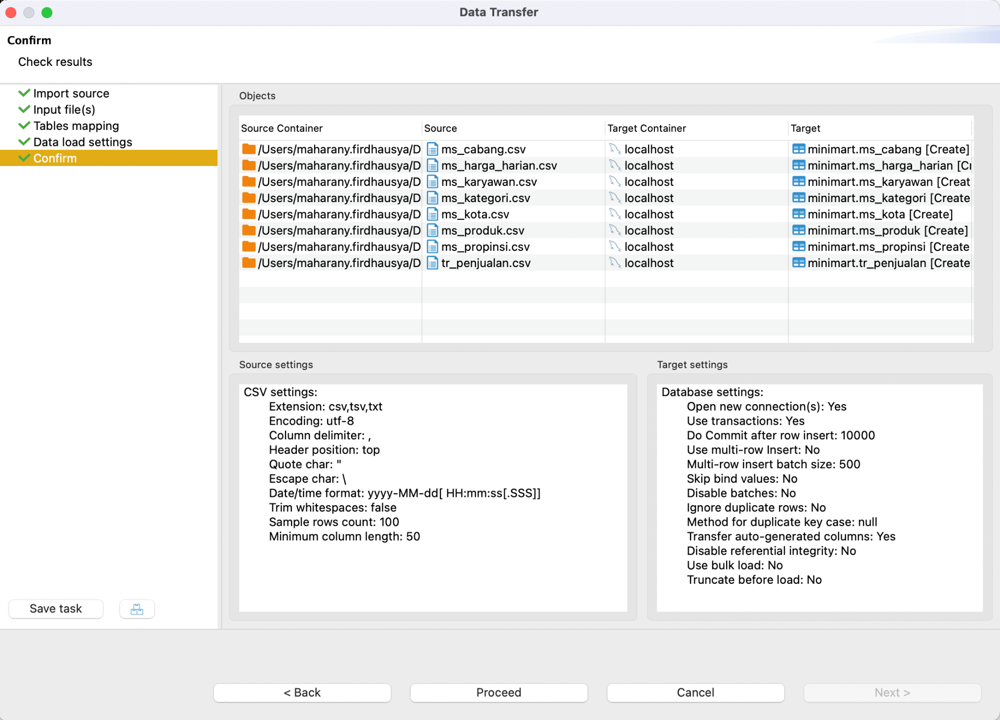 Data Transfer
Confirm
Check results
Import source
Input file(s)
Tables mapping
Data load settings
Confirm
Objects
Source Container Source Target Container Target
/Users/maharany.firdhausya/D ms_cabang.csv localhost minimart.ms_cabang [Create]
/Users/maharany.firdhausya/D ms_harga_harian.csv localhost minimart.ms_harga_harian [Cr
/Users/maharany.firdhausya/D ms_karyawan.csv localhost minimart.ms_karyawan [Creat
/Users/maharany.firdhausya/D ms_kategori.csv localhost minimart.ms_kategori [Create
/Users/maharany.firdhausya/D ms_kota.csv localhost minimart.ms_kota [Create]
/Users/maharany.firdhausya/D ms_produk.csv localhost minimart.ms_produk [Create]
/Users/maharany.firdhausya/D ms_propinsi.csv localhost minimart.ms_propinsi [Create
/Users/maharany.firdhausya/D tr_penjualan.csv localhost minimart.tr_penjualan [Create
Source settings
CSV settings:
Extension: csv,tsv,txt
Encoding: utf-8
Column delimiter: ,
Header position: top
Quote char: "
Escape char: \
Date/time format: yyyy-MM-dd[ HH:mm:ss[.SSS]]
Trim whitespaces: false
Sample rows count: 100
Minimum column length: 50
Target settings
Database settings:
Open new connection(s): Yes
Use transactions: Yes
Do Commit after row insert: 10000
Use multi-row Insert: No
Multi-row insert batch size: 500
Skip bind values: No
Disable batches: No
Ignore duplicate rows: No
Method for duplicate key case: null
Transfer auto-generated columns: Yes
Disable referential integrity: No
Use bulk load: No
Truncate before load: No
Save task
< Back Proceed Cancel Next >